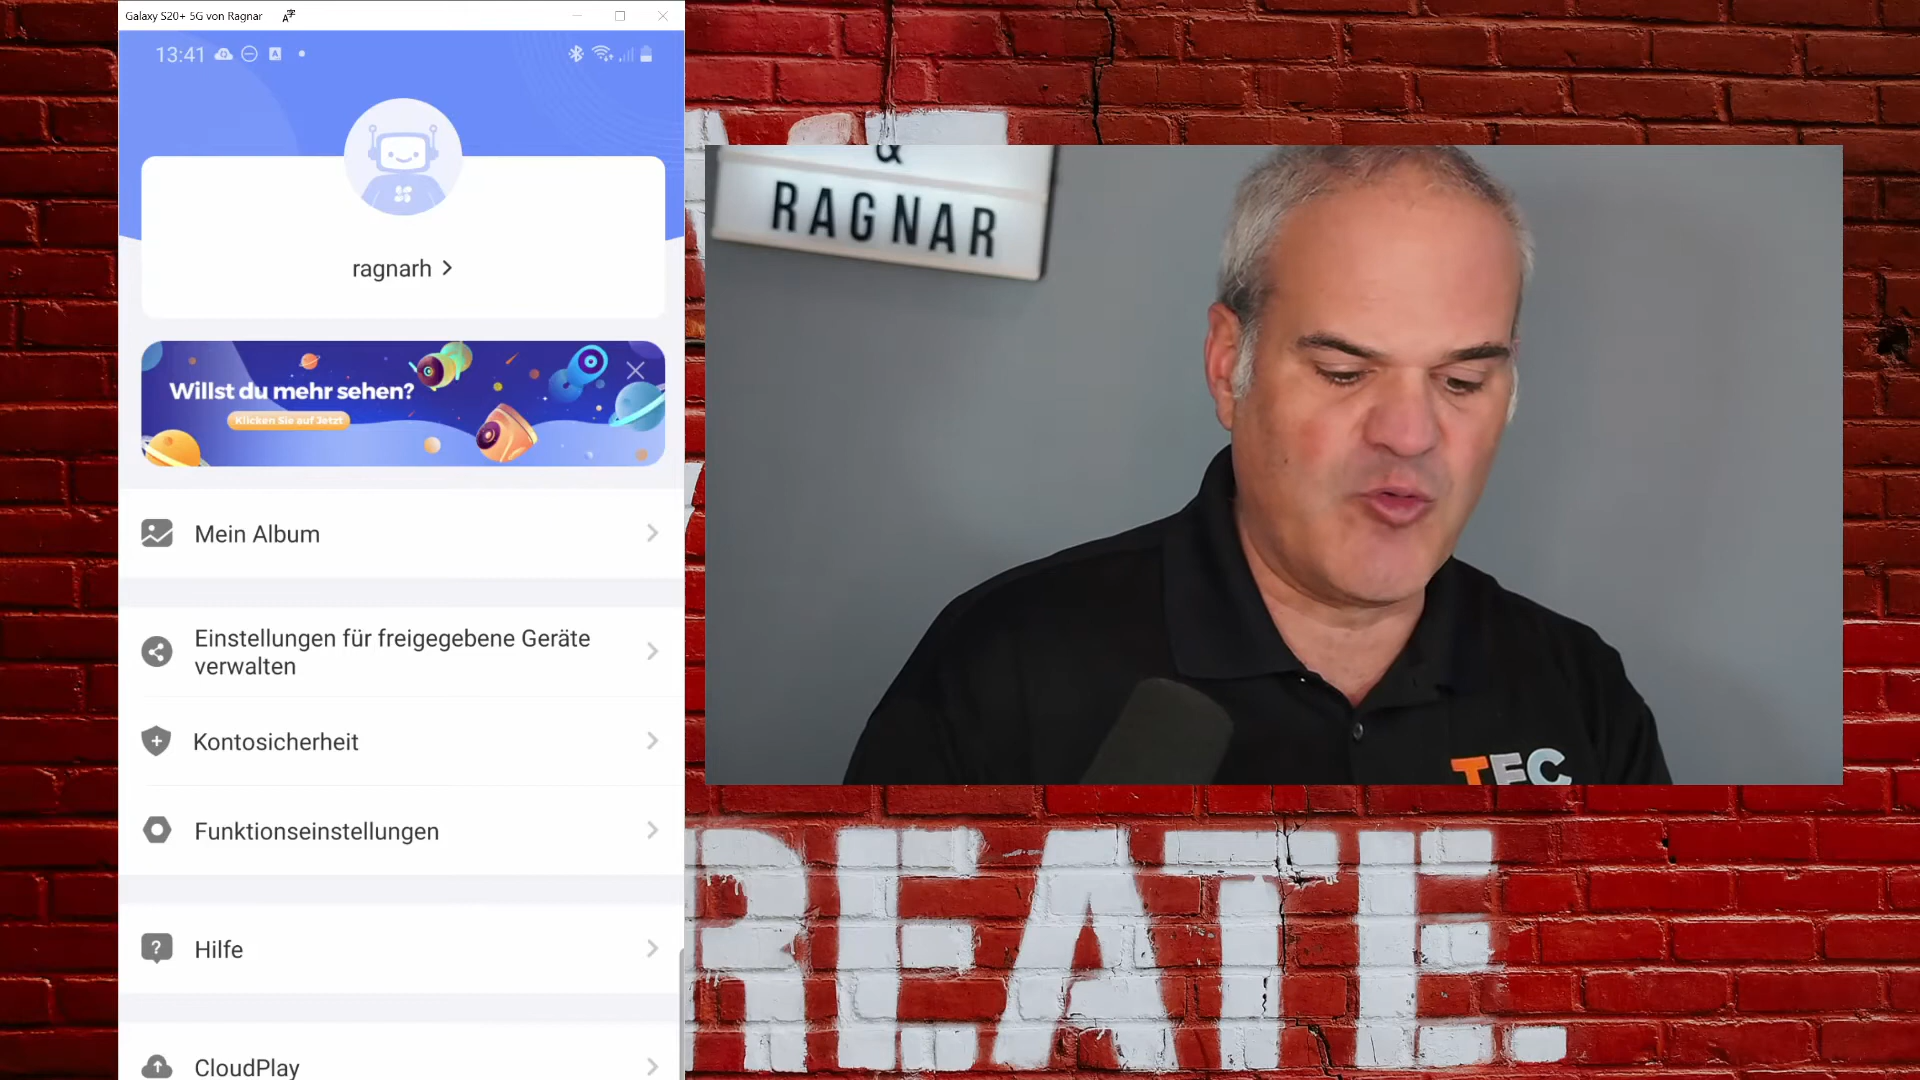 Galaxy S20+ 5G von Ragnar
13:41
ragnarh
Willst du mehr sehen?
Klicken Sie auf Jetzt
Mein Album
Einstellungen für freigegebene Geräte
verwalten
Kontosicherheit
Funktionseinstellungen
Hilfe
CloudPlay
&
RAGNAR
TEC
REATE.